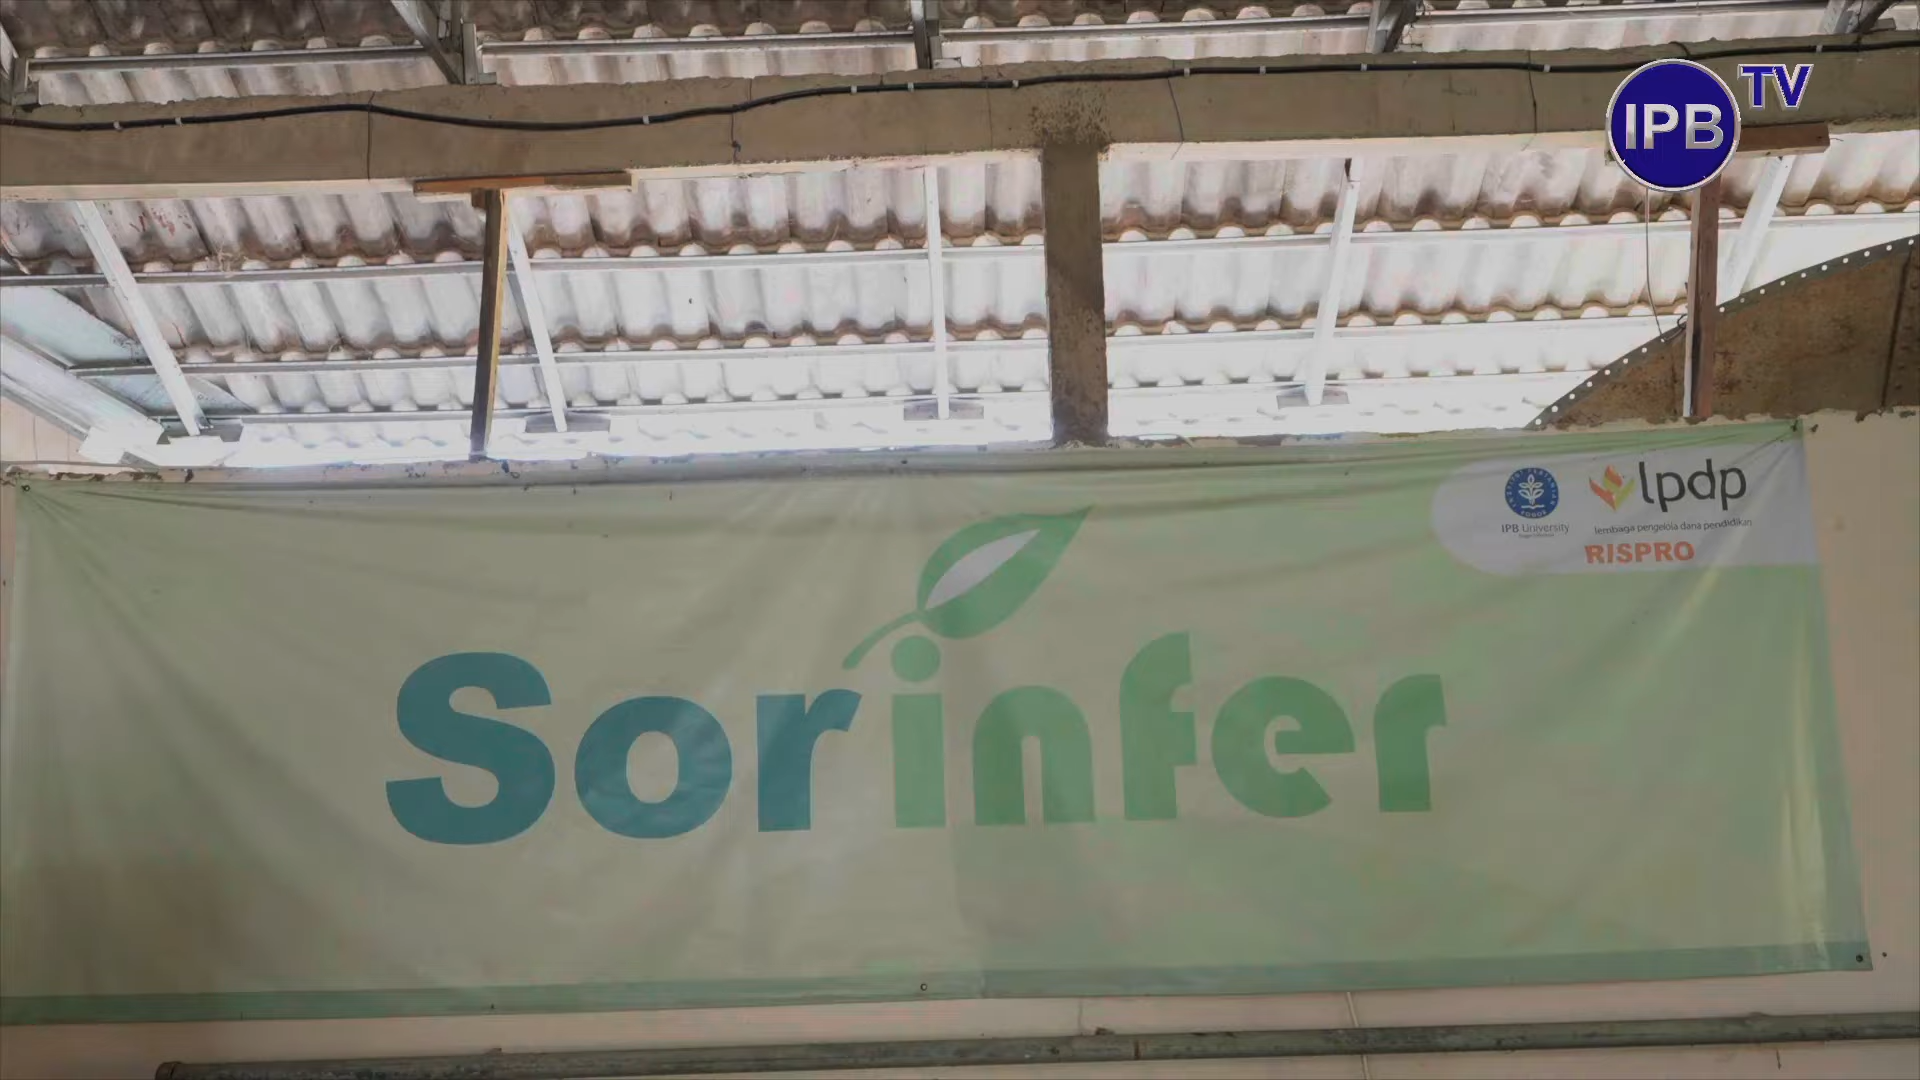 IPB TV
IPB University
lpdp
lembaga pengelola dana pendidikan
RISPRO
Sorinfer